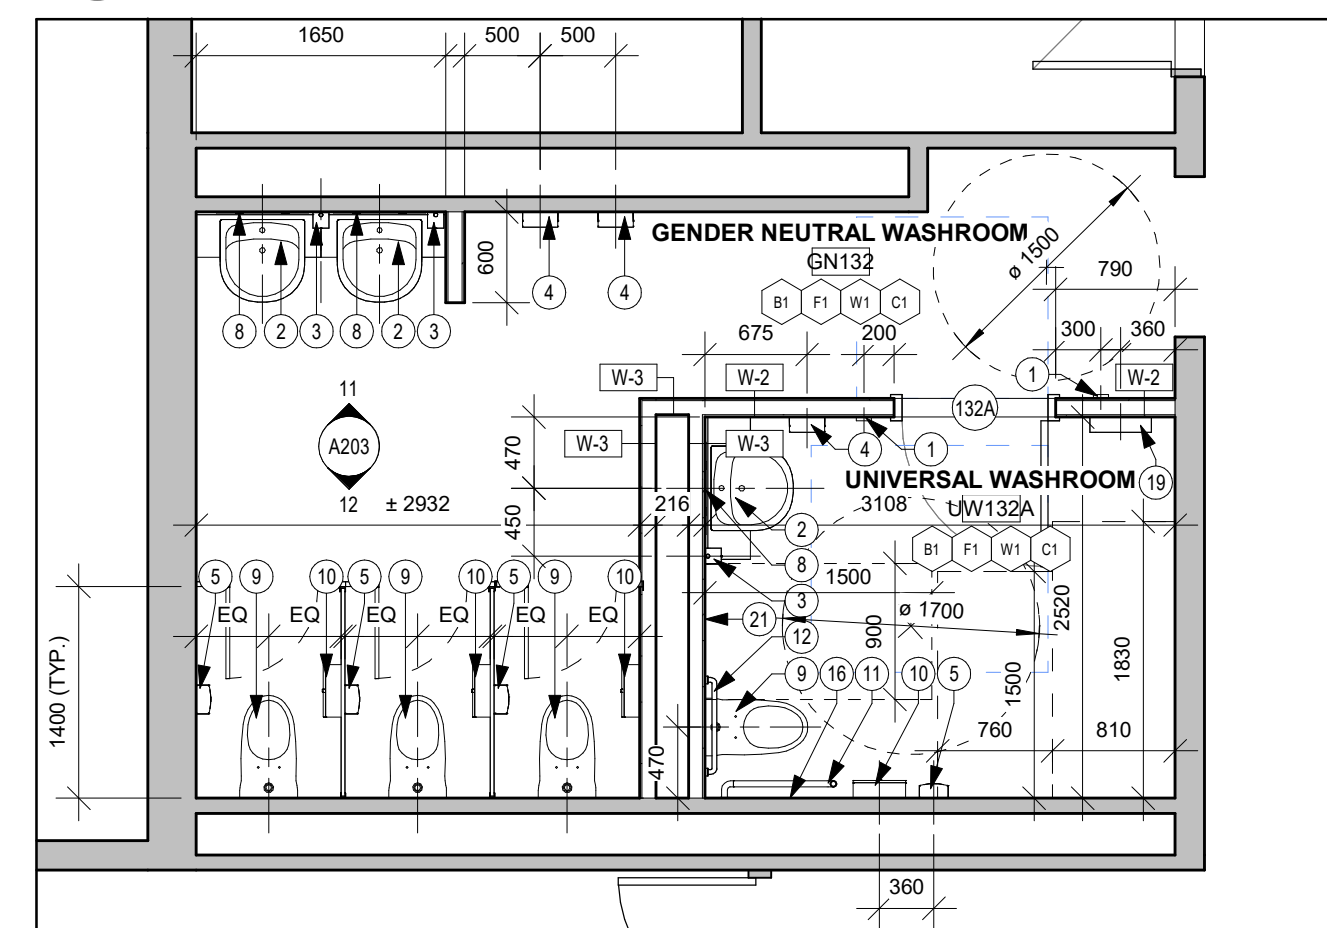 1650 500 500
GENDER NEUTRAL WASHROOM
GN132
B1 F1 W1 C1
ø 1500
790
600
4 4
8 2 3 8 2 3
675 200 300 360
1
W-3 W-2 W-2
132A
11
A203
12
W-3 W-3
470
4 1
UNIVERSAL WASHROOM
19
± 2932 216 3108
UW132A
450
2
B1 F1 W1 C1
8
5 9 10 5 9 10 5 9 10
1500
3
EQ EQ EQ EQ EQ EQ
21
ø 1700
2520
900
12
1400 (TYP.)
1830
9 16 11 10 5
1500
760 810
470
360